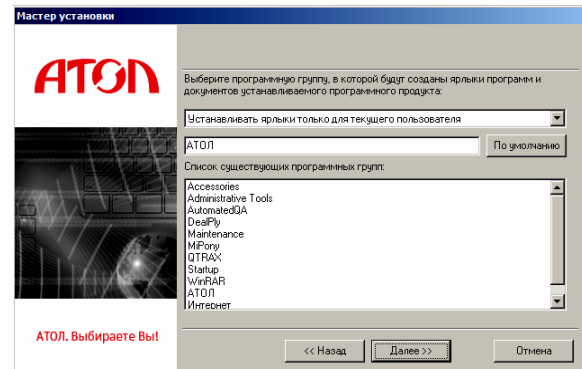 Мастер установки
АТОЛ
Выберите программную группу, в которой будут созданы ярлыки программ и
документов устанавливаемого программного продукта:
Устанавливать ярлыки только для текущего пользователя
АТОЛ
По умолчанию
Список существующих программных групп:
Accessories
Administrative Tools
AutomatedQA
DealPly
Maintenance
MiPony
QTRAX
Startup
WinRAR
АТОЛ
Интернет
АТОЛ. Выбираете Вы!
<< Назад
Далее >>
Отмена